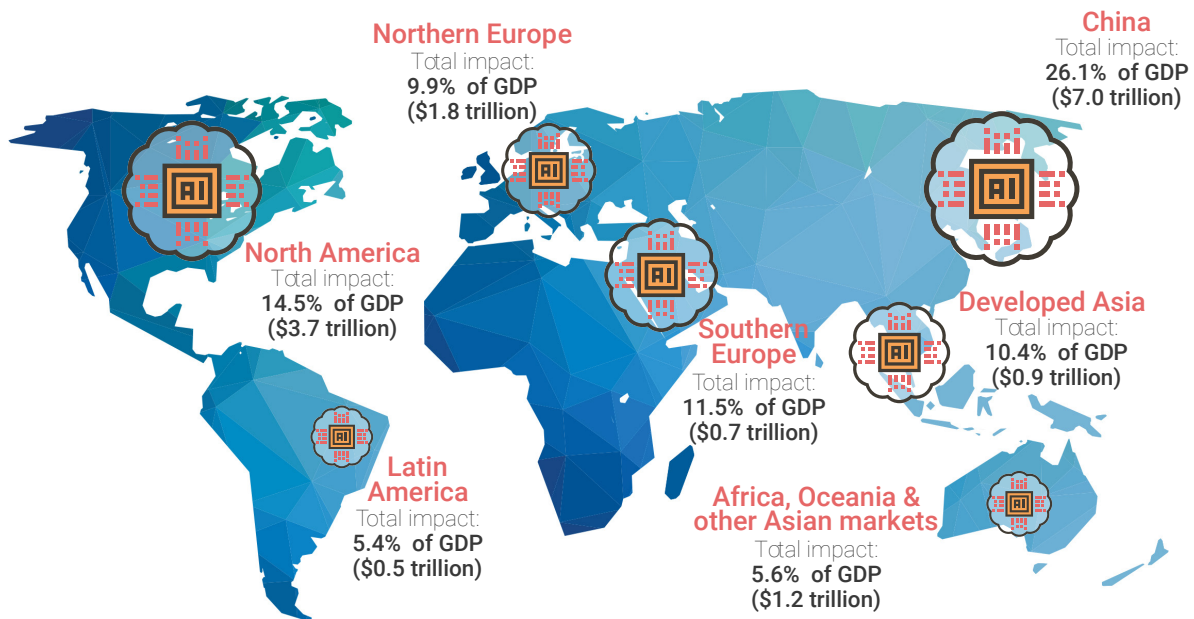 Northern Europe
Total impact:
9.9% of GDP
($1.8 trillion)
China
Total impact:
26.1% of GDP
($7.0 trillion)
AI
AI
AI
North America
Total impact:
14.5% of GDP
($3.7 trillion)
AI
Southern
Europe
Total impact:
11.5% of GDP
($0.7 trillion)
AI
Developed Asia
Total impact:
10.4% of GDP
($0.9 trillion)
AI
Latin
America
Total impact:
5.4% of GDP
($0.5 trillion)
Africa, Oceania &
other Asian markets
Total impact:
5.6% of GDP
($1.2 trillion)
AI